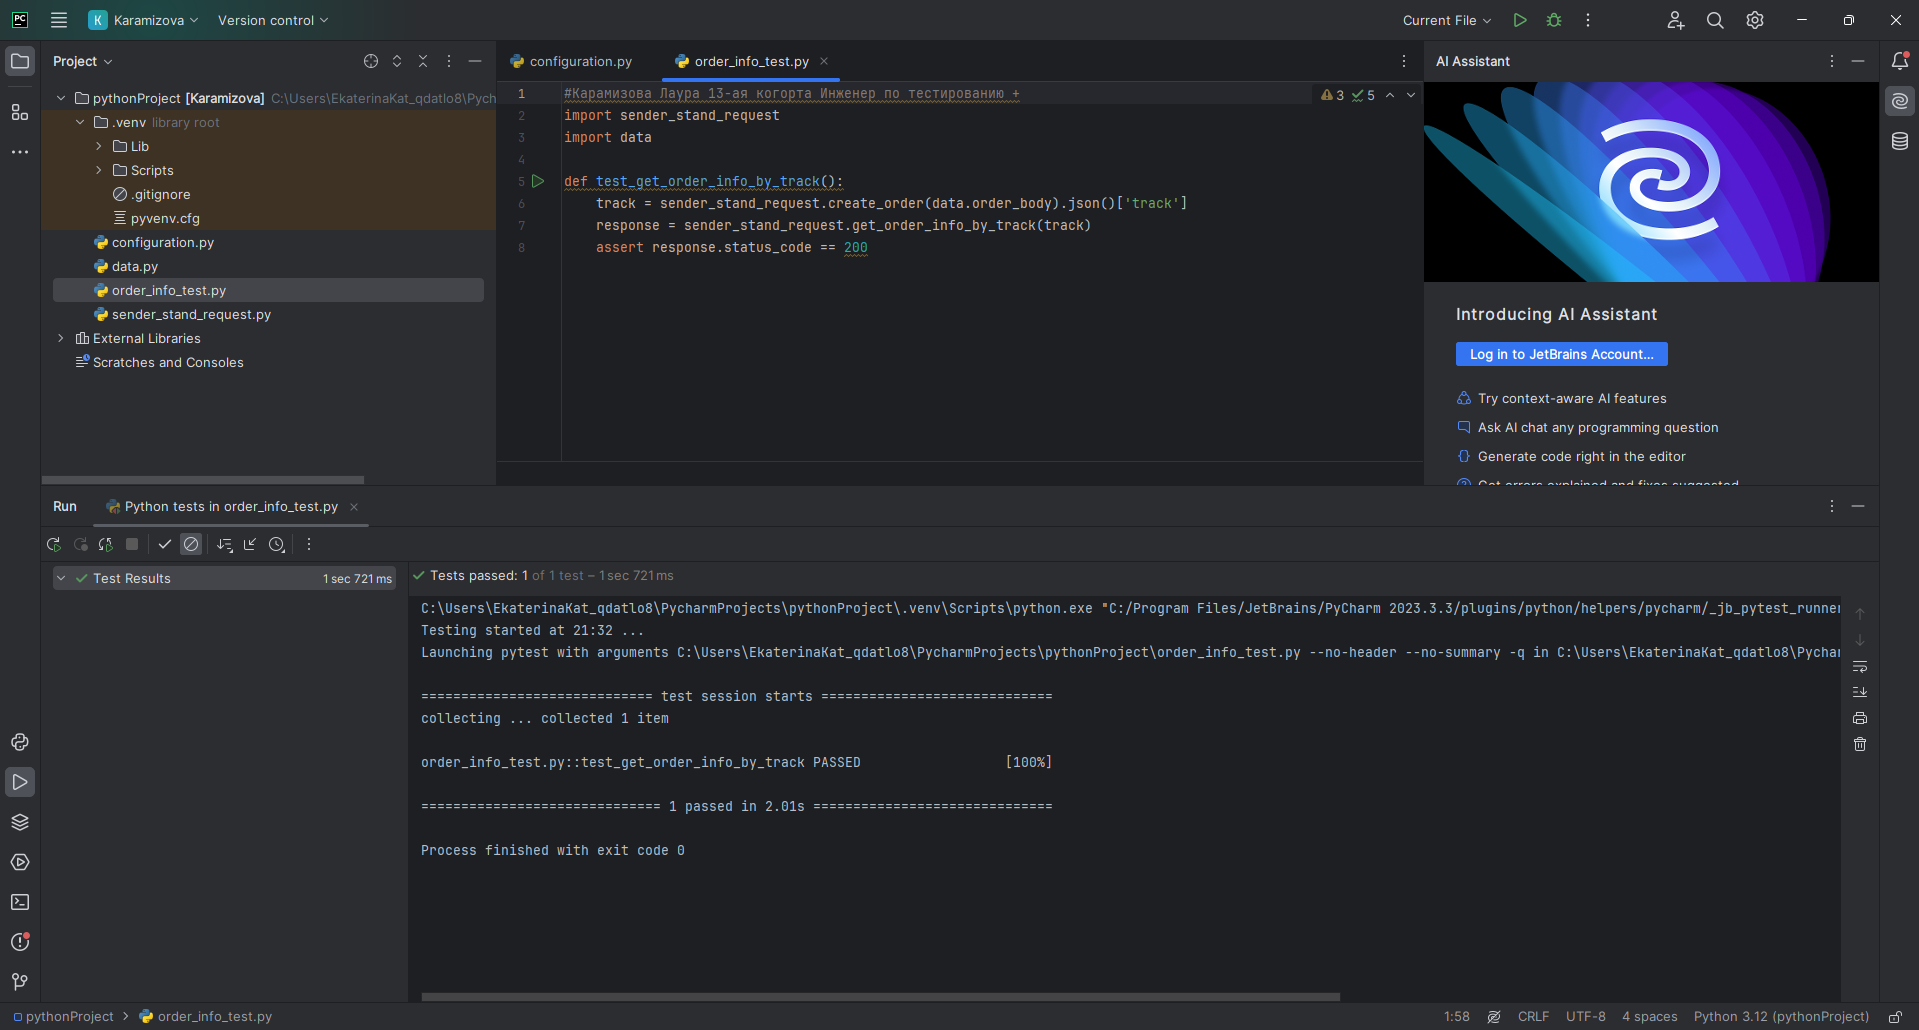 PC
K Karamizova
Version control
Current File
Project
configuration.py
order_info_test.py
AI Assistant
pythonProject [Karamizova] C:\Users\EkaterinaKat_qdatlo8\Pych
.venv library root
Lib
Scripts
.gitignore
pyvenv.cfg
configuration.py
data.py
order_info_test.py
sender_stand_request.py
External Libraries
Scratches and Consoles
3 5
1 #Карамизова Лаура 13-ая когорта Инженер по тестированию +
2 import sender_stand_request
3 import data
4
5 def test_get_order_info_by_track():
6 track = sender_stand_request.create_order(data.order_body).json()['track']
7 response = sender_stand_request.get_order_info_by_track(track)
8 assert response.status_code == 200
Introducing AI Assistant
Log in to JetBrains Account...
Try context-aware AI features
Ask AI chat any programming question
Generate code right in the editor
Get errors explained and fixes suggested
Run
Python tests in order_info_test.py
Test Results 1 sec 721 ms
Tests passed: 1 of 1 test – 1 sec 721 ms
C:\Users\EkaterinaKat_qdatlo8\PycharmProjects\pythonProject\.venv\Scripts\python.exe "C:/Program Files/JetBrains/PyCharm 2023.3.3/plugins/python/helpers/pycharm/_jb_pytest_runner
Testing started at 21:32 ...
Launching pytest with arguments C:\Users\EkaterinaKat_qdatlo8\PycharmProjects\pythonProject\order_info_test.py --no-header --no-summary -q in C:\Users\EkaterinaKat_qdatlo8\Pychar
============================= test session starts =============================
collecting ... collected 1 item
order_info_test.py::test_get_order_info_by_track PASSED [100%]
============================== 1 passed in 2.01s ==============================
Process finished with exit code 0
pythonProject > order_info_test.py
1:58 CRLF UTF-8 4 spaces Python 3.12 (pythonProject)